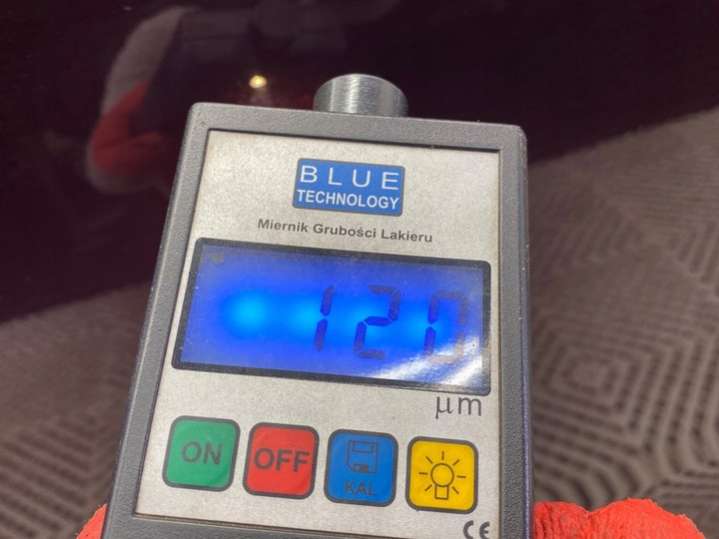 BLUE
TECHNOLOGY
Miernik Grubości Lakieru
120
µm
ON OFF KAL
CE